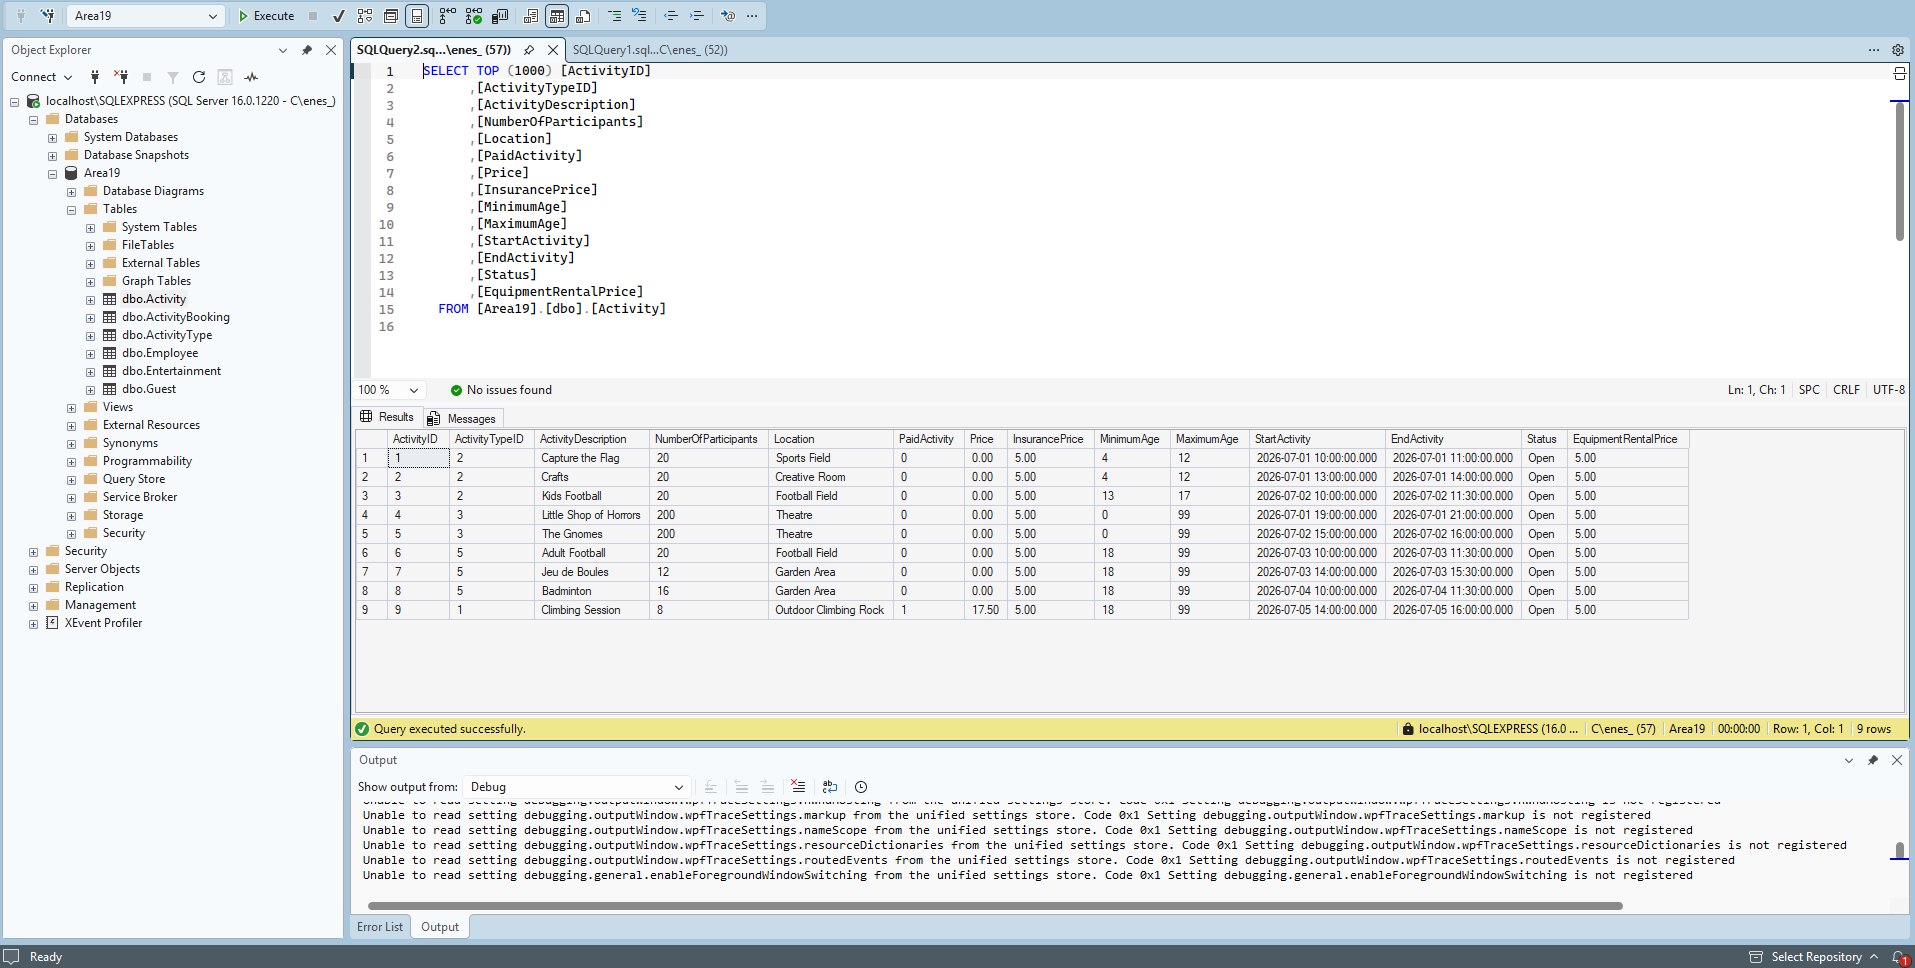 Area19
Execute
Object Explorer
Connect
localhost\SQLEXPRESS (SQL Server 16.0.1220 - C\enes_)
Databases
System Databases
Database Snapshots
Area19
Database Diagrams
Tables
System Tables
FileTables
External Tables
Graph Tables
dbo.Activity
dbo.ActivityBooking
dbo.ActivityType
dbo.Employee
dbo.Entertainment
dbo.Guest
Views
External Resources
Synonyms
Programmability
Query Store
Service Broker
Storage
Security
Security
Server Objects
Replication
Management
XEvent Profiler
SQLQuery2.sq...\enes_ (57)) SQLQuery1.sql...C\enes_ (52))
1 SELECT TOP (1000) [ActivityID]
2 ,[ActivityTypeID]
3 ,[ActivityDescription]
4 ,[NumberOfParticipants]
5 ,[Location]
6 ,[PaidActivity]
7 ,[Price]
8 ,[InsurancePrice]
9 ,[MinimumAge]
10 ,[MaximumAge]
11 ,[StartActivity]
12 ,[EndActivity]
13 ,[Status]
14 ,[EquipmentRentalPrice]
15 FROM [Area19].[dbo].[Activity]
16
100 % No issues found Ln: 1, Ch: 1 SPC CRLF UTF-8
Results Messages
ActivityID ActivityTypeID ActivityDescription NumberOfParticipants Location PaidActivity Price InsurancePrice MinimumAge MaximumAge StartActivity EndActivity Status EquipmentRentalPrice
1 1 2 Capture the Flag 20 Sports Field 0 0.00 5.00 4 12 2026-07-01 10:00:00.000 2026-07-01 11:00:00.000 Open 5.00
2 2 2 Crafts 20 Creative Room 0 0.00 5.00 4 12 2026-07-01 13:00:00.000 2026-07-01 14:00:00.000 Open 5.00
3 3 2 Kids Football 20 Football Field 0 0.00 5.00 13 17 2026-07-02 10:00:00.000 2026-07-02 11:30:00.000 Open 5.00
4 4 3 Little Shop of Horrors 200 Theatre 0 0.00 5.00 0 99 2026-07-01 19:00:00.000 2026-07-01 21:00:00.000 Open 5.00
5 5 3 The Gnomes 200 Theatre 0 0.00 5.00 0 99 2026-07-02 15:00:00.000 2026-07-02 16:00:00.000 Open 5.00
6 6 5 Adult Football 20 Football Field 0 0.00 5.00 18 99 2026-07-03 10:00:00.000 2026-07-03 11:30:00.000 Open 5.00
7 7 5 Jeu de Boules 12 Garden Area 0 0.00 5.00 18 99 2026-07-03 14:00:00.000 2026-07-03 15:30:00.000 Open 5.00
8 8 5 Badminton 16 Garden Area 0 0.00 5.00 18 99 2026-07-04 10:00:00.000 2026-07-04 11:30:00.000 Open 5.00
9 9 1 Climbing Session 8 Outdoor Climbing Rock 1 17.50 5.00 18 99 2026-07-05 14:00:00.000 2026-07-05 16:00:00.000 Open 5.00
Query executed successfully. localhost\SQLEXPRESS (16.0 ... C\enes_ (57) Area19 00:00:00 Row: 1, Col: 1 9 rows
Output
Show output from: Debug
Unable to read setting debugging.outputWindow.wpfTraceSettings. from the unified settings store. Code 0x1 Setting debugging.outputWindow.wpfTraceSettings. is not registered
Unable to read setting debugging.outputWindow.wpfTraceSettings.markup from the unified settings store. Code 0x1 Setting debugging.outputWindow.wpfTraceSettings.markup is not registered
Unable to read setting debugging.outputWindow.wpfTraceSettings.nameScope from the unified settings store. Code 0x1 Setting debugging.outputWindow.wpfTraceSettings.nameScope is not registered
Unable to read setting debugging.outputWindow.wpfTraceSettings.resourceDictionaries from the unified settings store. Code 0x1 Setting debugging.outputWindow.wpfTraceSettings.resourceDictionaries is not registered
Unable to read setting debugging.outputWindow.wpfTraceSettings.routedEvents from the unified settings store. Code 0x1 Setting debugging.outputWindow.wpfTraceSettings.routedEvents is not registered
Unable to read setting debugging.general.enableForegroundWindowSwitching from the unified settings store. Code 0x1 Setting debugging.general.enableForegroundWindowSwitching is not registered
Error List Output
Ready Select Repository 1